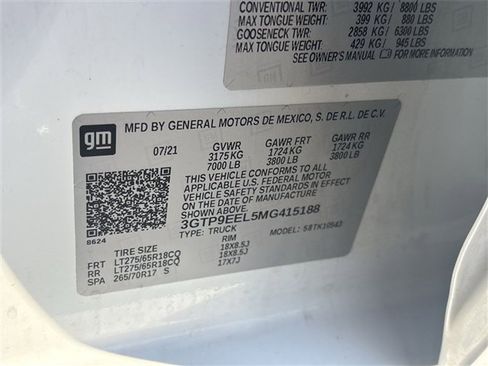 CONVENTIONAL TWR: 3992 KG / 8800 LBS
MAX TONGUE WEIGHT: 399 KG / 880 LBS
GOOSENECK TWR: 2858 KG / 6300 LBS
MAX TONGUE WEIGHT: 429 KG / 945 LBS
SEE OWNER'S MANUAL FOR MORE INFORMATION
gm
MFD BY GENERAL MOTORS DE MEXICO, S. DE R.L. DE C.V.
07/21 GVWR GAWR FRT GAWR RR
3175 KG 1724 KG 1724 KG
7000 LB 3800 LB 3800 LB
THIS VEHICLE CONFORMS TO ALL
APPLICABLE U.S. FEDERAL MOTOR
VEHICLE SAFETY STANDARDS IN
EFFECT ON THE DATE OF
MANUFACTURE SHOWN ABOVE.
3GTP9EEL5MG415188
TYPE: TRUCK MODEL: 58TK10543
8624
TIRE SIZE RIM
FRT LT275/65R18CQ 18X8.5J
RR LT275/65R18CQ 18X8.5J
SPA 265/70R17 S 17X7J